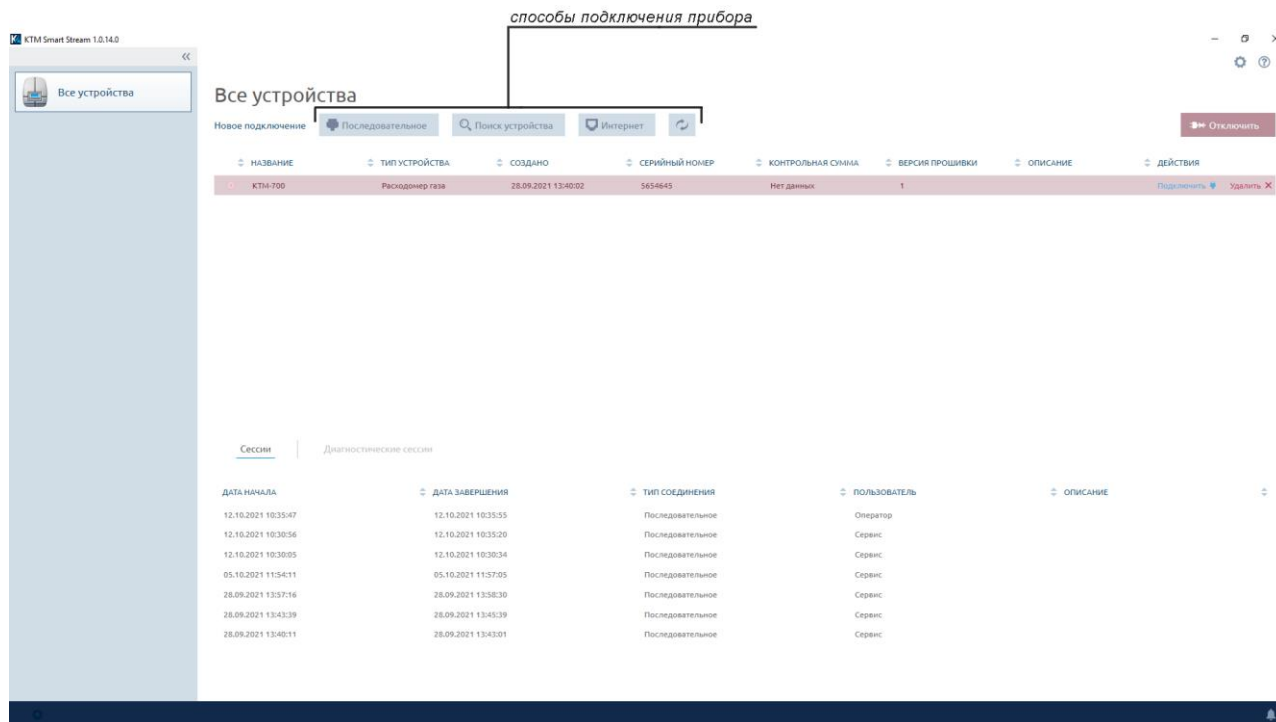 способы подключения прибора
KTM Smart Stream 1.0.14.0
Все устройства
Все устройства
Новое подключение Последовательное Поиск устройства Интернет Отключить
НАЗВАНИЕ ТИП УСТРОЙСТВА СОЗДАНО СЕРИЙНЫЙ НОМЕР КОНТРОЛЬНАЯ СУММА ВЕРСИЯ ПРОШИВКИ ОПИСАНИЕ ДЕЙСТВИЯ
КТМ-700 Расходомер газа 28.09.2021 13:40:02 5654645 Нет данных 1 Подключить Удалить
Сессии Диагностические сессии
ДАТА НАЧАЛА ДАТА ЗАВЕРШЕНИЯ ТИП СОЕДИНЕНИЯ ПОЛЬЗОВАТЕЛЬ ОПИСАНИЕ
12.10.2021 10:35:47 12.10.2021 10:35:55 Последовательное Оператор
12.10.2021 10:30:56 12.10.2021 10:35:20 Последовательное Сервис
12.10.2021 10:30:05 12.10.2021 10:30:34 Последовательное Сервис
05.10.2021 11:54:11 05.10.2021 11:57:05 Последовательное Сервис
28.09.2021 13:57:16 28.09.2021 13:58:30 Последовательное Сервис
28.09.2021 13:43:39 28.09.2021 13:45:39 Последовательное Сервис
28.09.2021 13:40:11 28.09.2021 13:43:01 Последовательное Сервис